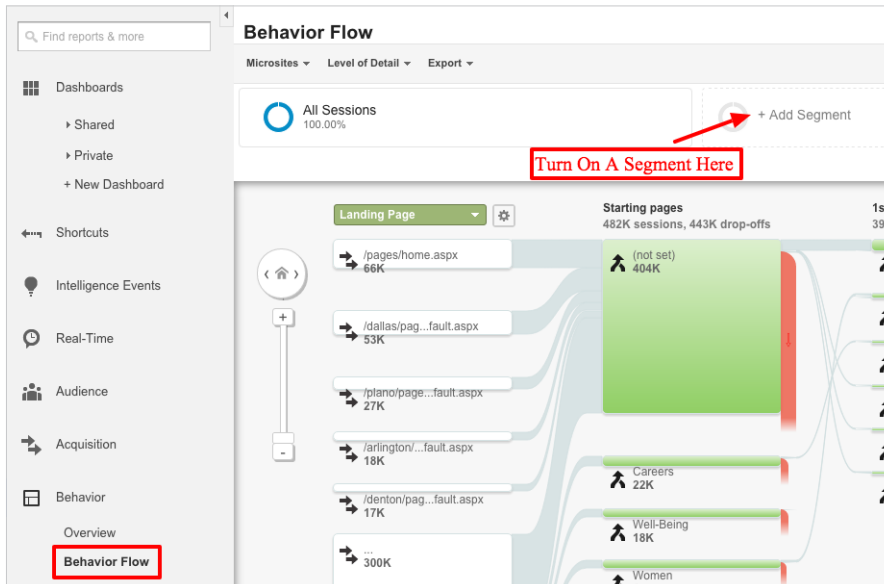 Find reports & more
Dashboards
Shared
Private
+ New Dashboard
Shortcuts
Intelligence Events
Real-Time
Audience
Acquisition
Behavior
Overview
Behavior Flow
Behavior Flow
Microsites
Level of Detail
Export
All Sessions
100.00%
+ Add Segment
Turn On A Segment Here
Landing Page
/pages/home.aspx
66K
/dallas/pag...fault.aspx
53K
/plano/page...fault.aspx
27K
/arlington/...fault.aspx
18K
/denton/pag...fault.aspx
17K
...
300K
+
-
Starting pages
482K sessions, 443K drop-offs
(not set)
404K
Careers
22K
Well-Being
18K
Women
1s
39